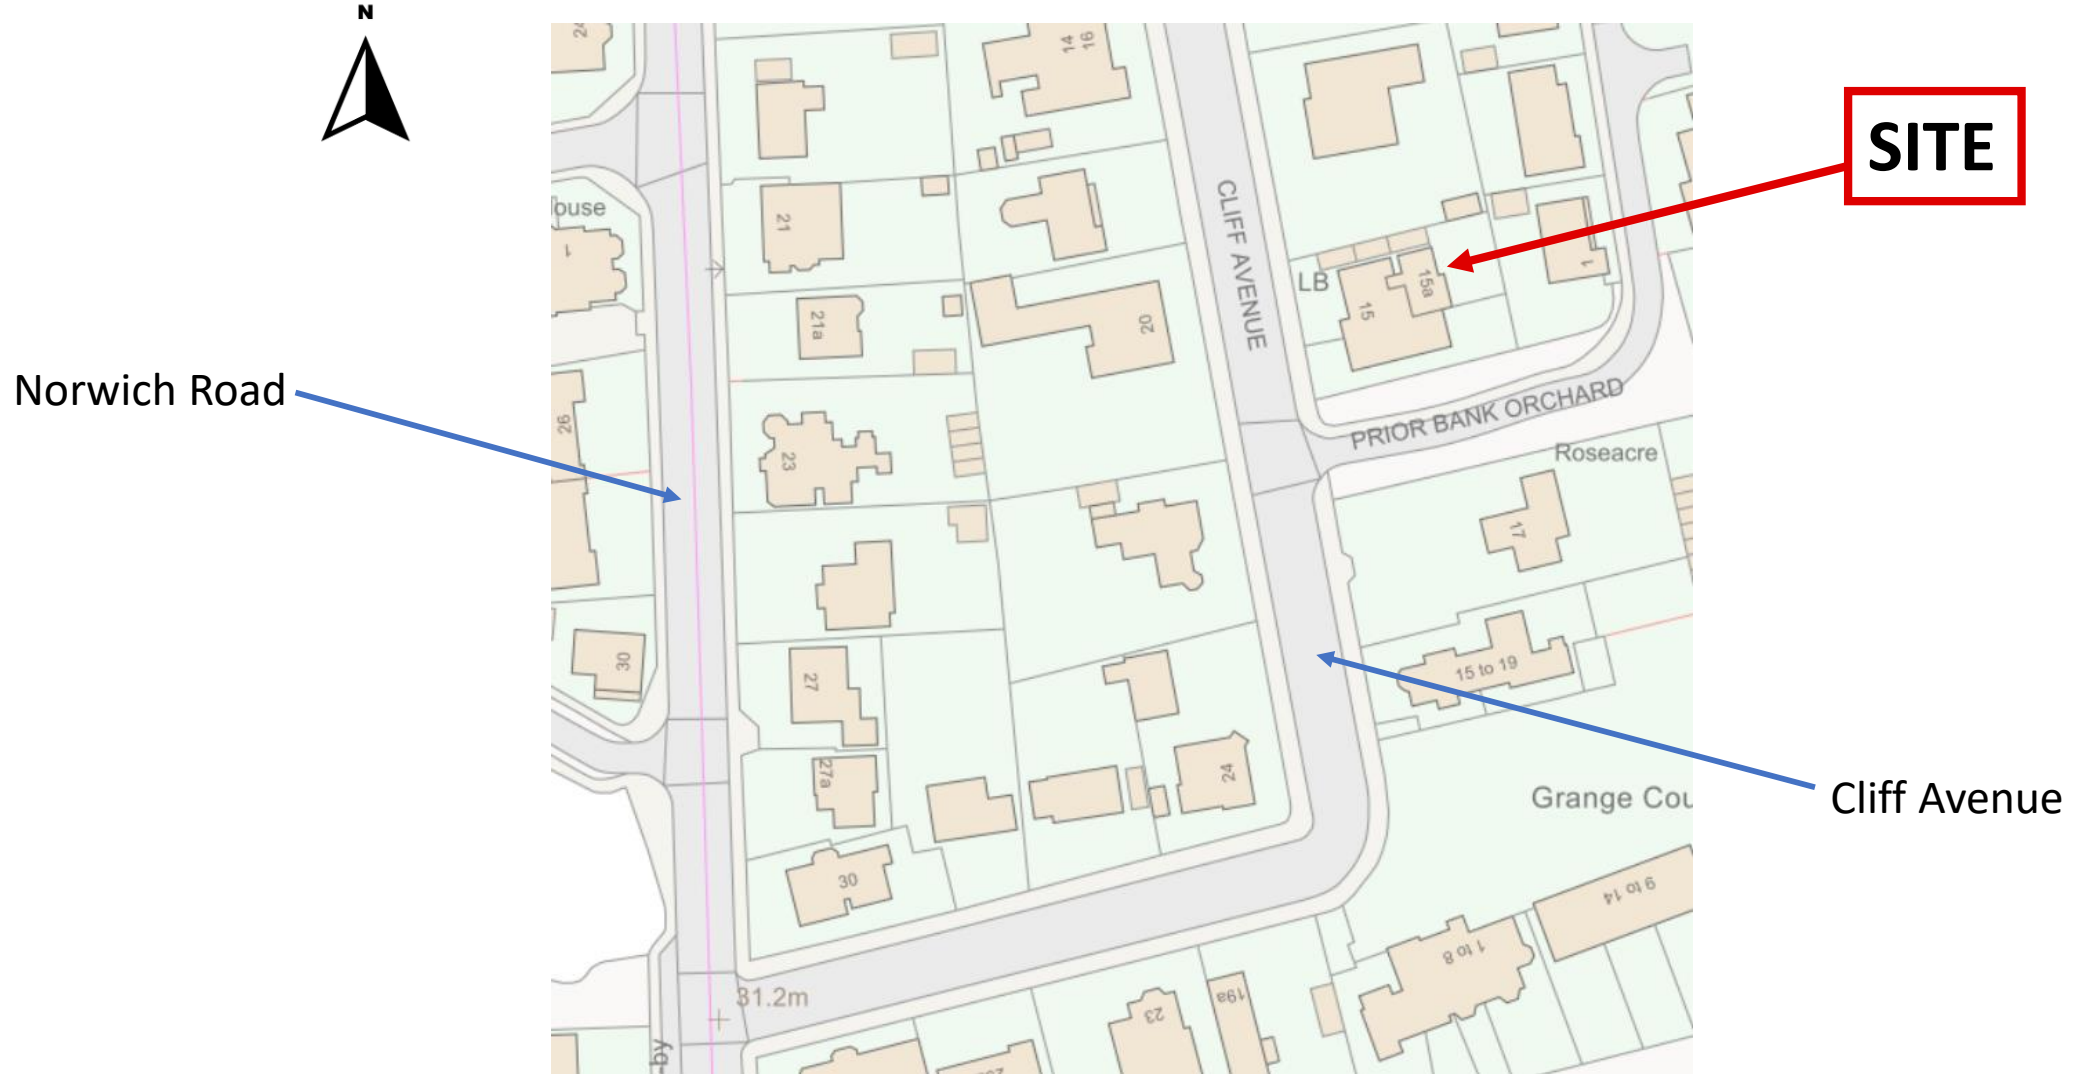 N
16
14
SITE
CLIFF AVENUE
ouse
21
1
1
LB
15a
15
21a
20
Norwich Road
PRIOR BANK ORCHARD
26
23
Roseacre
17
30
27
15 to 19
27a
24
Grange Cou
Cliff Avenue
30
9 to 14
1 to 8
31.2m
19a
23